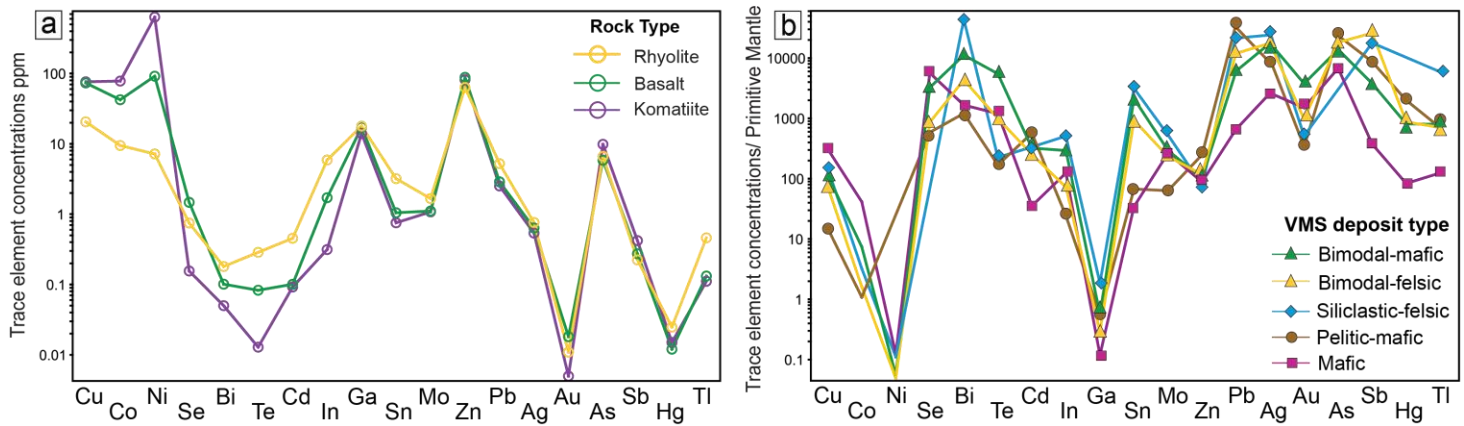 a
Trace element concentrations ppm
100
10
1
0.1
0.01
Rock Type
Rhyolite
Basalt
Komatiite
Cu Co Ni Se Bi Te Cd In Ga Sn Mo Zn Pb Ag Au As Sb Hg Tl
b
Trace element concentrations/ Primitive Mantle
10000
1000
100
10
1
0.1
VMS deposit type
Bimodal-mafic
Bimodal-felsic
Siliclastic-felsic
Pelitic-mafic
Mafic
Cu Co Ni Se Bi Te Cd In Ga Sn Mo Zn Pb Ag Au As Sb Hg Tl